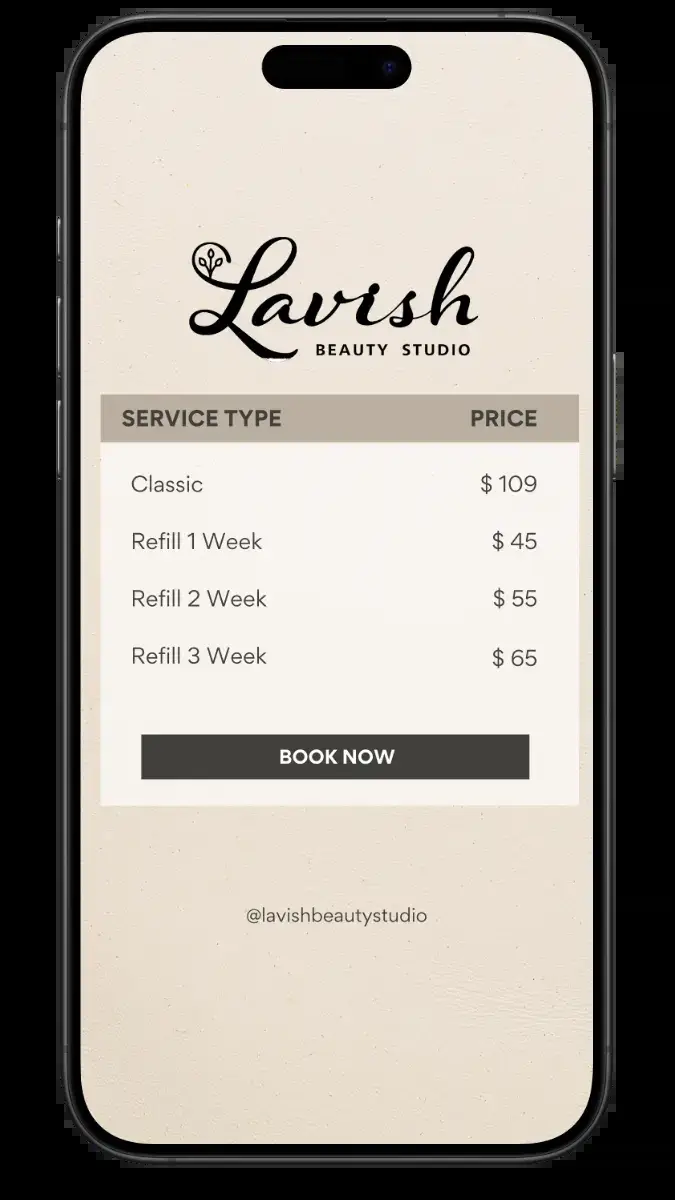 Lavish
BEAUTY STUDIO
SERVICE TYPE PRICE
Classic $ 109
Refill 1 Week $ 45
Refill 2 Week $ 55
Refill 3 Week $ 65
BOOK NOW
@lavishbeautystudio